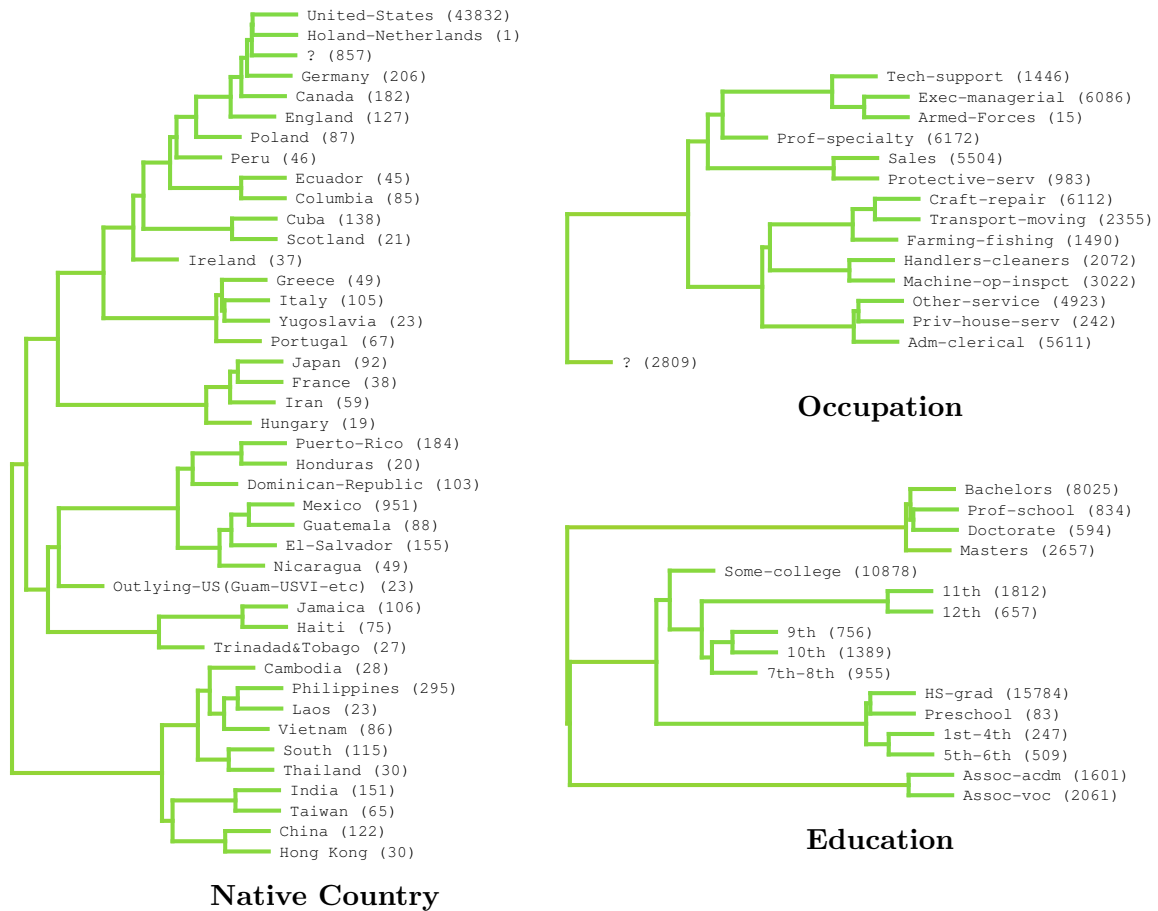 United-States (43832)
Holand-Netherlands (1)
? (857)
Germany (206)
Canada (182)
England (127)
Poland (87)
Peru (46)
Ecuador (45)
Columbia (85)
Cuba (138)
Scotland (21)
Ireland (37)
Greece (49)
Italy (105)
Yugoslavia (23)
Portugal (67)
Japan (92)
France (38)
Iran (59)
Hungary (19)
Puerto-Rico (184)
Honduras (20)
Dominican-Republic (103)
Mexico (951)
Guatemala (88)
El-Salvador (155)
Nicaragua (49)
Outlying-US(Guam-USVI-etc) (23)
Jamaica (106)
Haiti (75)
Trinadad&Tobago (27)
Cambodia (28)
Philippines (295)
Laos (23)
Vietnam (86)
South (115)
Thailand (30)
India (151)
Taiwan (65)
China (122)
Hong Kong (30)
Native Country
Tech-support (1446)
Exec-managerial (6086)
Armed-Forces (15)
Prof-specialty (6172)
Sales (5504)
Protective-serv (983)
Craft-repair (6112)
Transport-moving (2355)
Farming-fishing (1490)
Handlers-cleaners (2072)
Machine-op-inspct (3022)
Other-service (4923)
Priv-house-serv (242)
Adm-clerical (5611)
? (2809)
Occupation
Bachelors (8025)
Prof-school (834)
Doctorate (594)
Masters (2657)
Some-college (10878)
11th (1812)
12th (657)
9th (756)
10th (1389)
7th-8th (955)
HS-grad (15784)
Preschool (83)
1st-4th (247)
5th-6th (509)
Assoc-acdm (1601)
Assoc-voc (2061)
Education